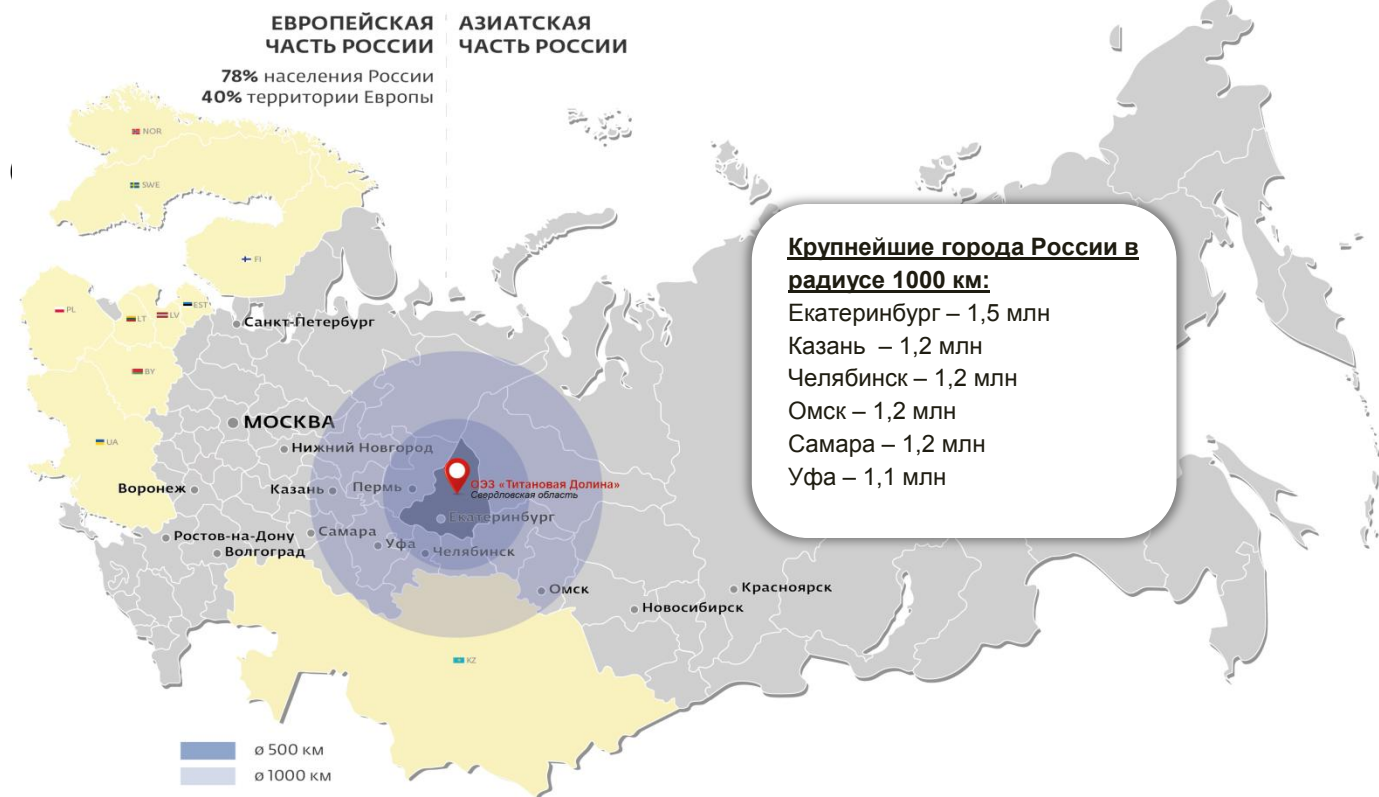 ЕВРОПЕЙСКАЯ
ЧАСТЬ РОССИИ
78% населения России
40% территории Европы
АЗИАТСКАЯ
ЧАСТЬ РОССИИ
NOR
SWE
FI
EST
LV
LT
PL
BY
UA
KZ
Санкт-Петербург
МОСКВА
Нижний Новгород
Воронеж
Казань
Пермь
ОЭЗ «Титановая Долина»
Свердловская область
Екатеринбург
Ростов-на-Дону
Волгоград
Самара
Уфа
Челябинск
Омск
Новосибирск
Красноярск
Крупнейшие города России в
радиусе 1000 км:
Екатеринбург – 1,5 млн
Казань – 1,2 млн
Челябинск – 1,2 млн
Омск – 1,2 млн
Самара – 1,2 млн
Уфа – 1,1 млн
ø 500 км
ø 1000 км